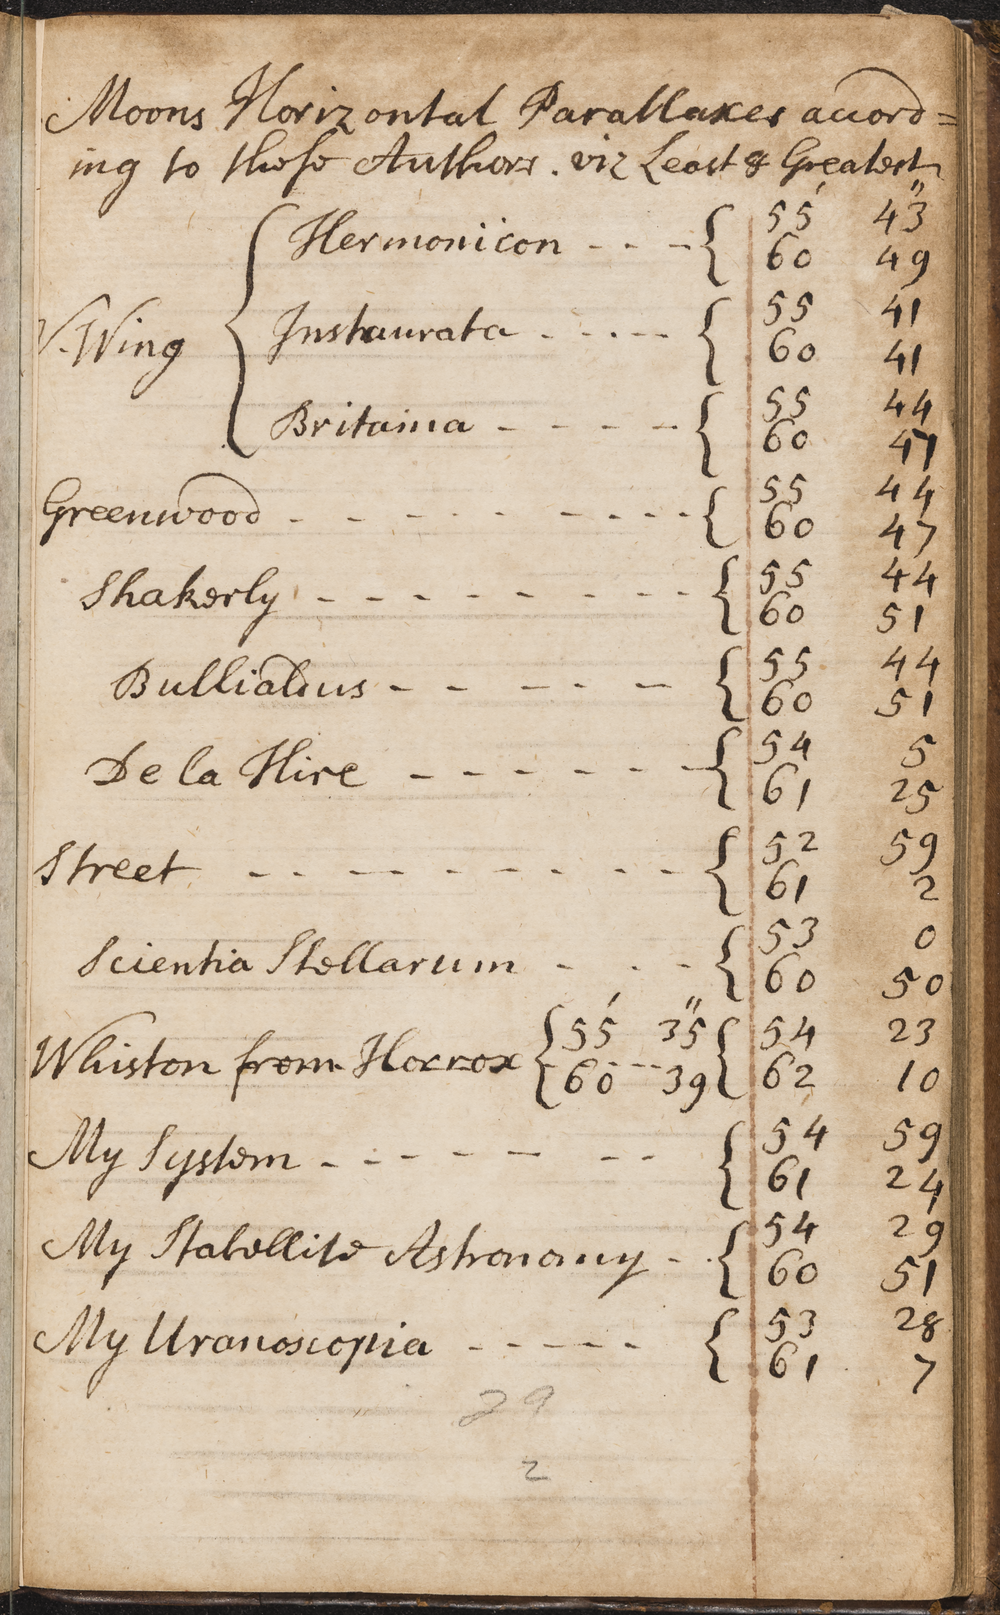 Moons Horizontal Parallaxes accord=
ing to these Authors. viz Least & Greatest
V. Wing { Hermonicon - - - { 55′ 43″
60 49
Instaurata - - - - - { 55 41
60 41
Britania - - - - - { 55 44
60 47
Greenwood - - - - - - - - - { 55 44
60 47
Shakerly - - - - - - - - - { 55 44
60 51
Bullialdus - - - - - - { 55 44
60 51
De la Hire - - - - - - - { 54 5
61 25
Street - - - - - - - - - { 52 59
61 2
Scientia Stellarum - - - { 53 0
60 50
Whiston from Horrox { 55′ 35″ { 54 23
60 --- 39 { 62 10
My System - - - - - - - - { 54 59
61 24
My Statellite Astronomy - - { 54 29
60 51
My Uranoscopia - - - - - { 53 28
61 7
29
2